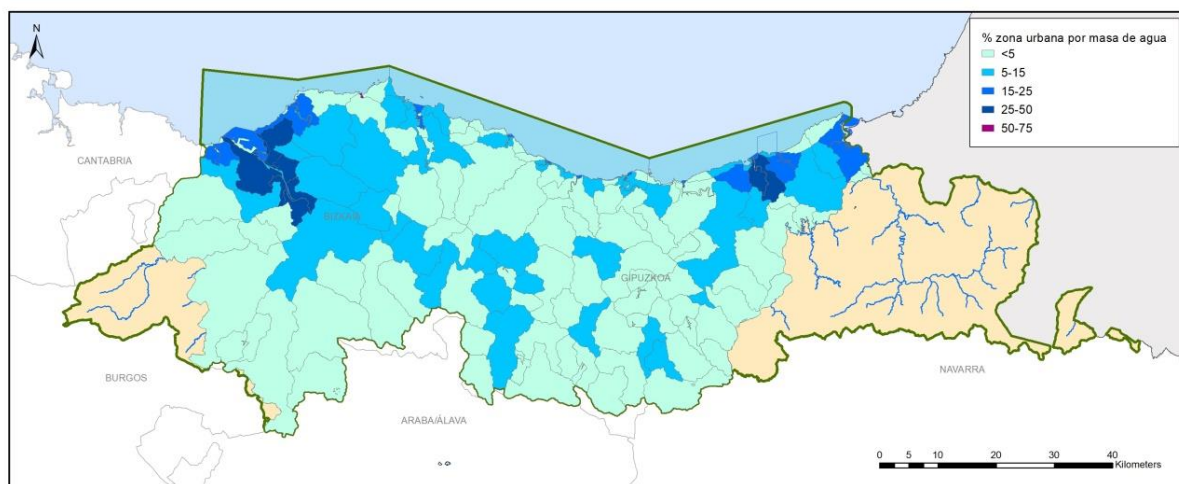 N
% zona urbana por masa de agua
<5
5-15
15-25
25-50
50-75
CANTABRIA
BIZKAIA
GIPUZKOA
BURGOS
NAVARRA
ARABA/ÁLAVA
0 5 10 20 30 40
Kilometers